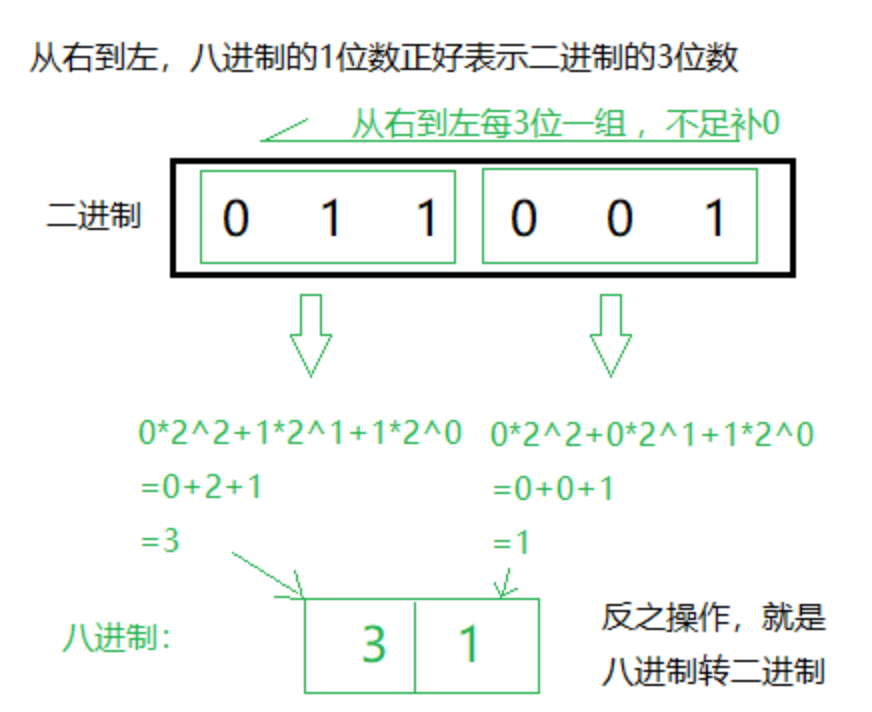 从右到左，八进制的1位数正好表示二进制的3位数
从右到左每3位一组，不足补0
二进制 0 1 1 0 0 1
0*2^2+1*2^1+1*2^0 0*2^2+0*2^1+1*2^0
=0+2+1 =0+0+1
=3 =1
八进制： 3 1
反之操作，就是
八进制转二进制